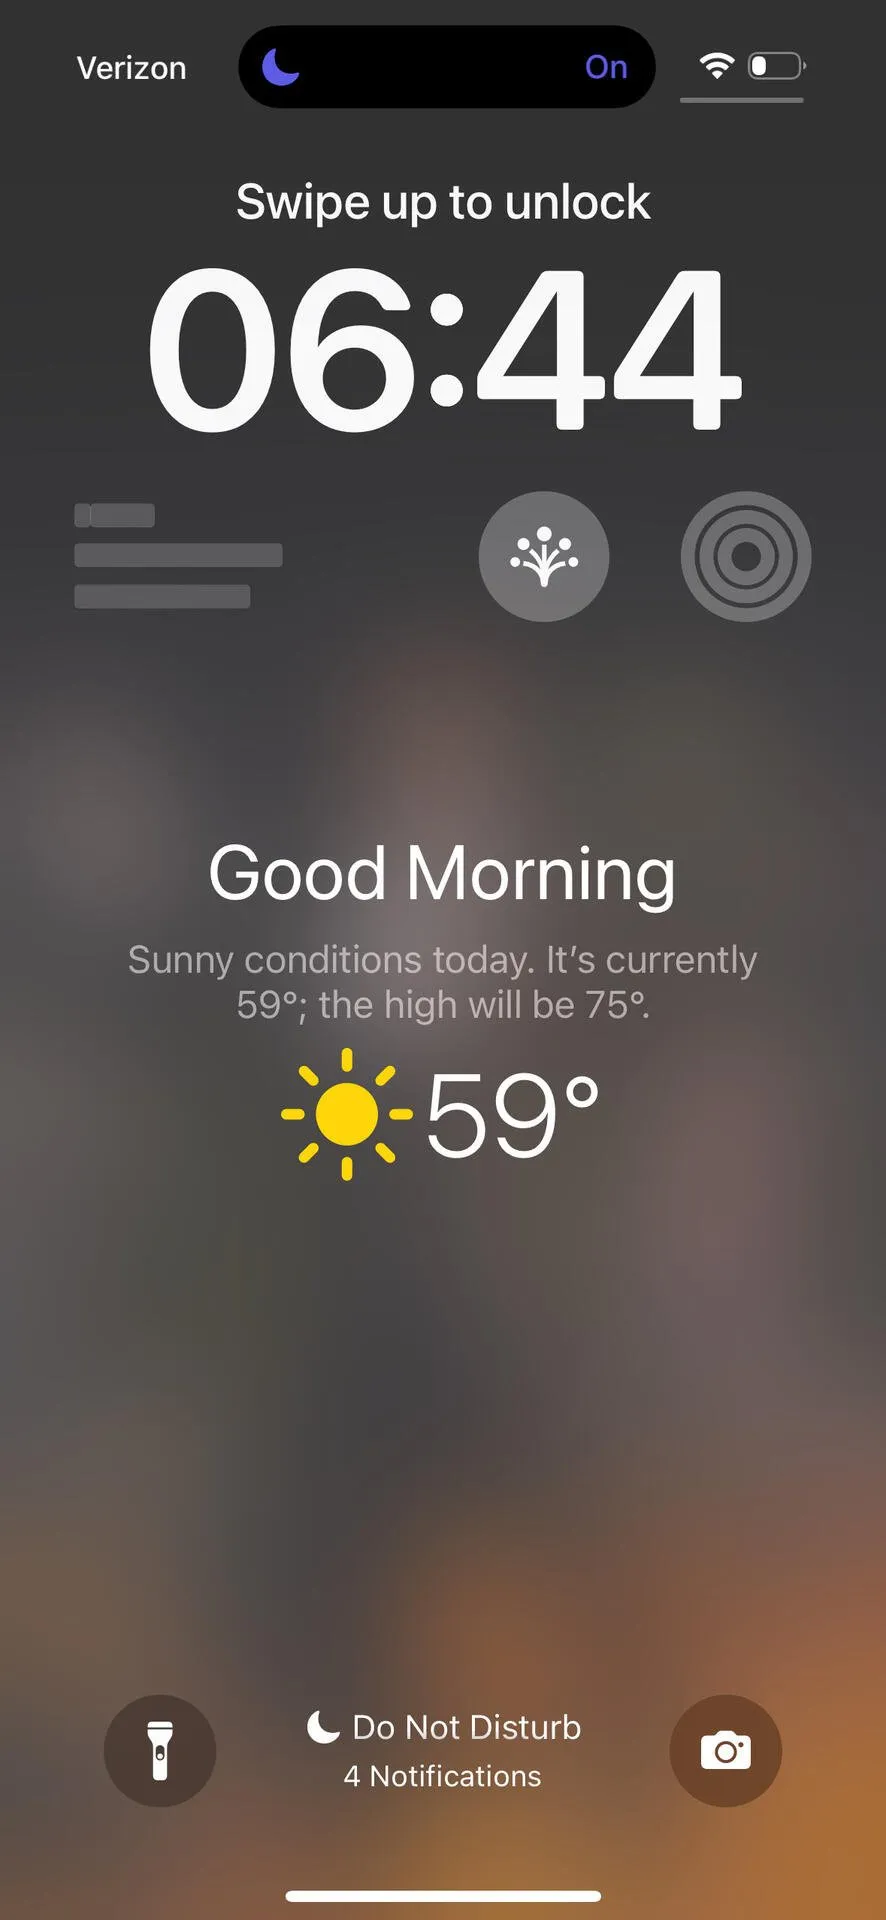 Verizon
On
Swipe up to unlock
06:44
Good Morning
Sunny conditions today. It’s currently
59°; the high will be 75°.
59°
Do Not Disturb
4 Notifications